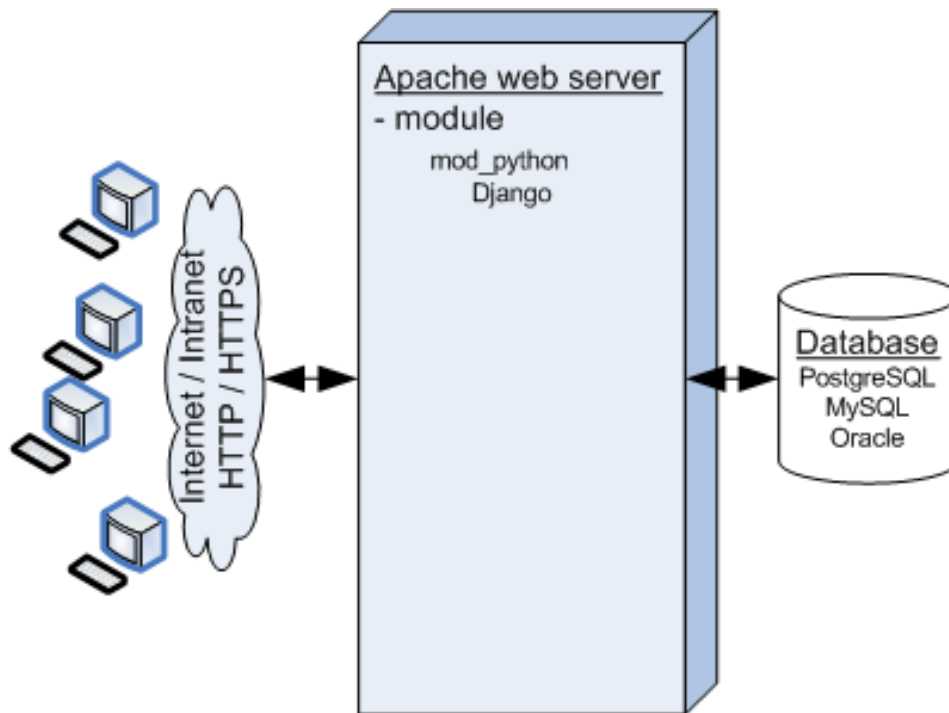 Internet / Intranet
HTTP / HTTPS
Apache web server
- module
mod_python
Django
Database
PostgreSQL
MySQL
Oracle